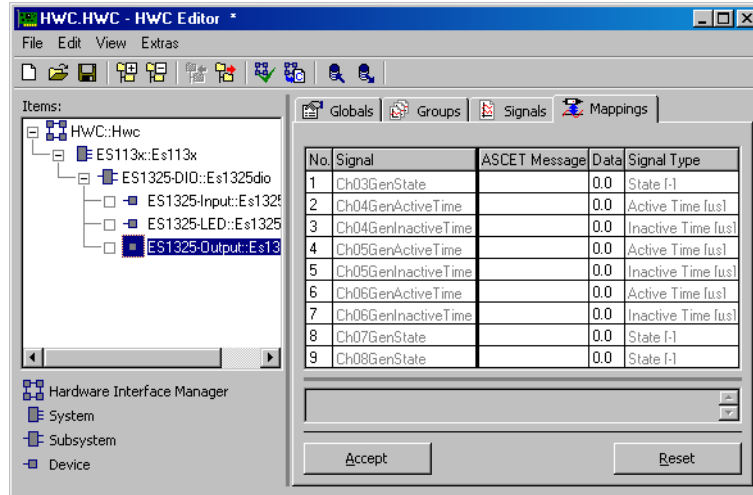 HWC.HWC - HWC Editor *
File Edit View Extras
Items:
HWC::Hwc
ES113x::Es113x
ES1325-DIO::Es1325dio
ES1325-Input::Es1325
ES1325-LED::Es1325
ES1325-Output::Es13
Hardware Interface Manager
System
Subsystem
Device
Globals Groups Signals Mappings
No. Signal ASCET Message Data Signal Type
1 Ch03GenState 0.0 State [-]
2 Ch04GenActiveTime 0.0 Active Time [us]
3 Ch04GenInactiveTime 0.0 Inactive Time [us]
4 Ch05GenActiveTime 0.0 Active Time [us]
5 Ch05GenInactiveTime 0.0 Inactive Time [us]
6 Ch06GenActiveTime 0.0 Active Time [us]
7 Ch06GenInactiveTime 0.0 Inactive Time [us]
8 Ch07GenState 0.0 State [-]
9 Ch08GenState 0.0 State [-]
Accept Reset